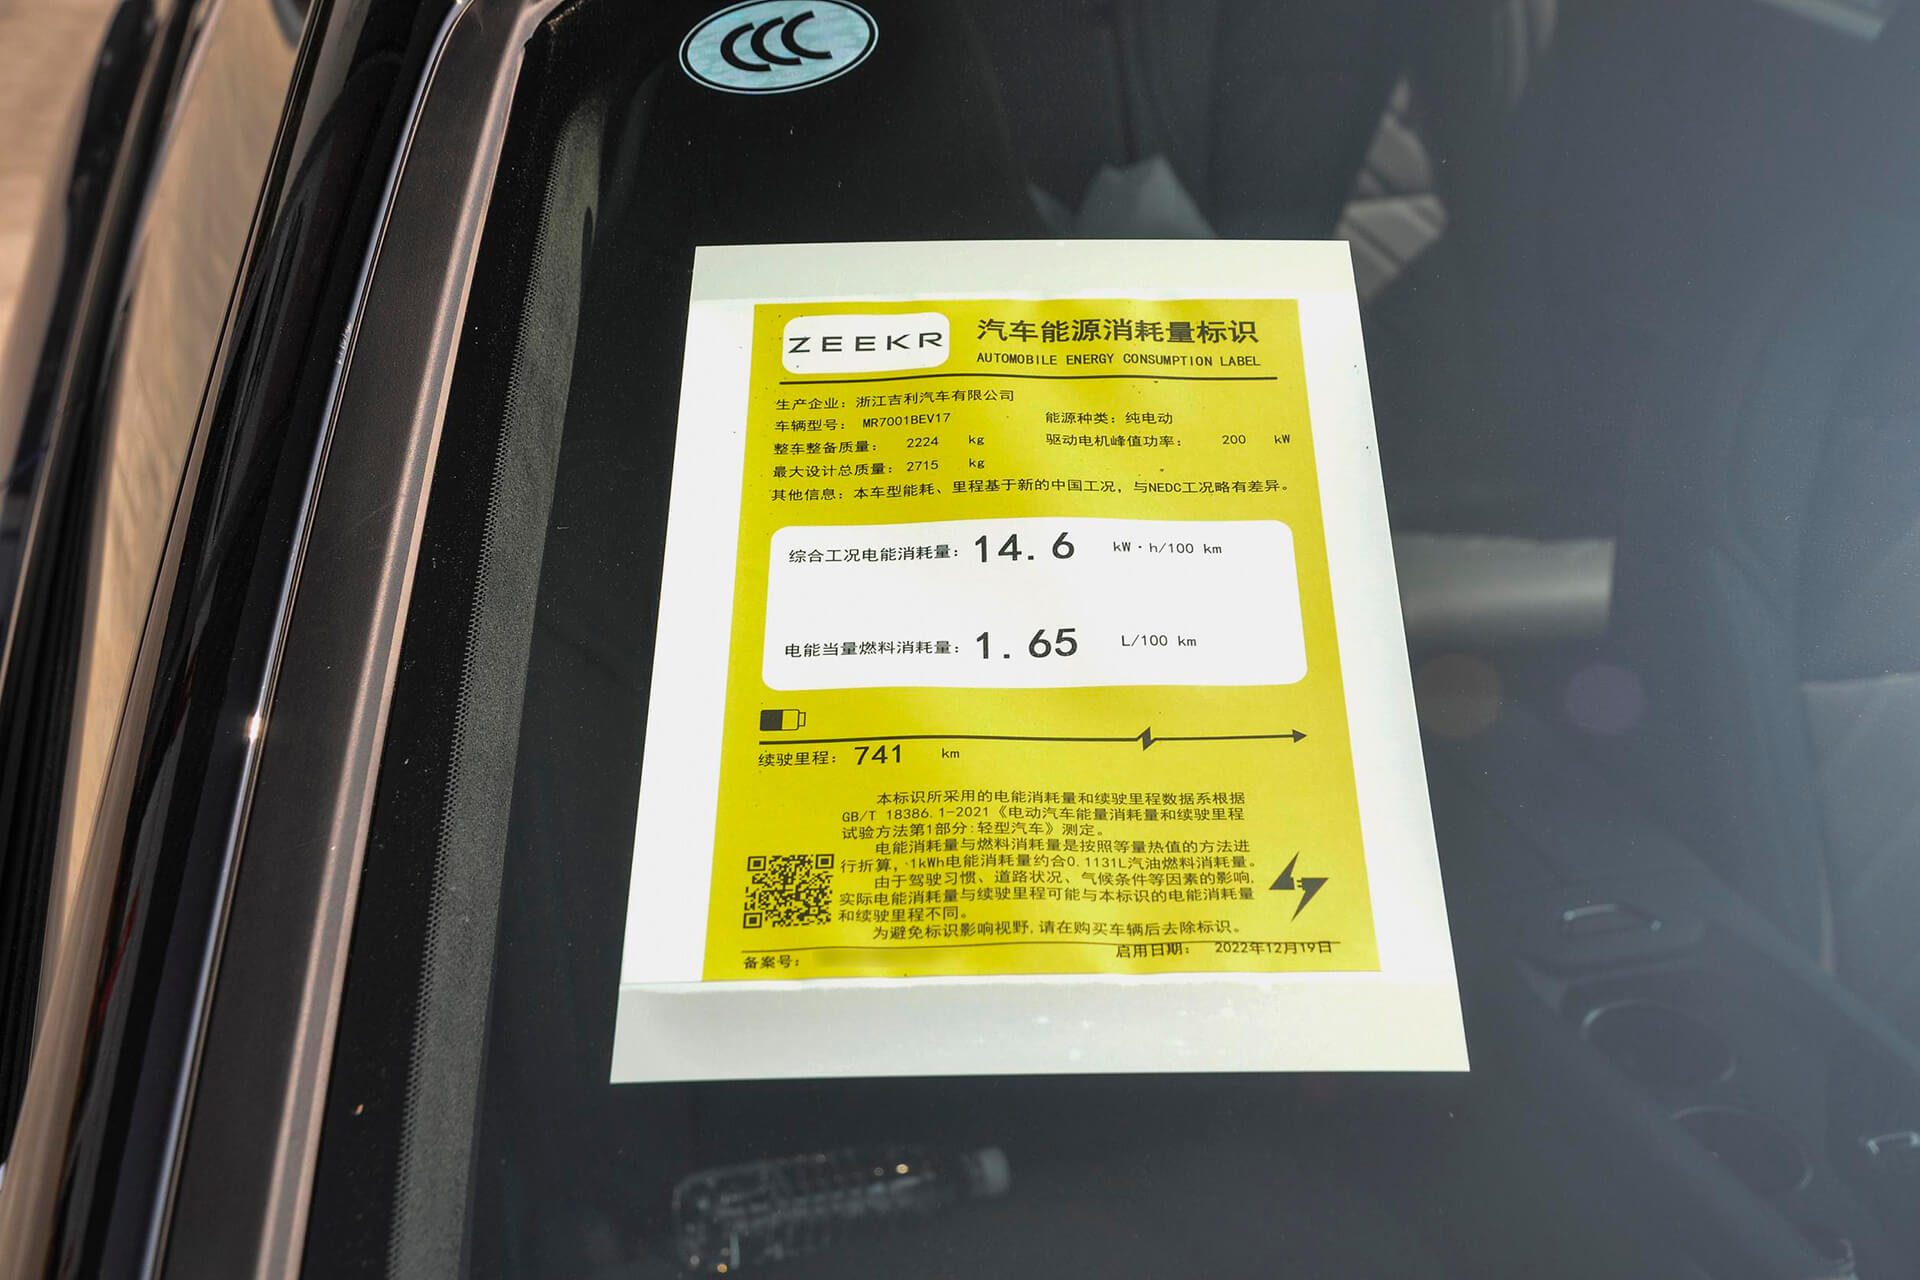 CCC
ZEEKR
汽车能源消耗量标识
AUTOMOBILE ENERGY CONSUMPTION LABEL
生产企业：浙江吉利汽车有限公司
车辆型号： MR7001BEV17 能源种类：纯电动
整车整备质量： 2224 kg 驱动电机峰值功率： 200 kW
最大设计总质量：2715 kg
其他信息：本车型能耗、里程基于新的中国工况，与NEDC工况略有差异。
综合工况电能消耗量：14.6 kW·h/100 km
电能当量燃料消耗量：1.65 L/100 km
续驶里程：741 km
本标识所采用的电能消耗量和续驶里程数据系根据
GB/T 18386.1-2021《电动汽车能量消耗量和续驶里程
试验方法第1部分:轻型汽车》测定。
电能消耗量与燃料消耗量是按照等量热值的方法进
行折算，1kWh电能消耗量约合0.1131L汽油燃料消耗量。
由于驾驶习惯、道路状况、气候条件等因素的影响,
实际电能消耗量与续驶里程可能与本标识的电能消耗量
和续驶里程不同。
为避免标识影响视野,请在购买车辆后去除标识。
备案号： 启用日期： 2022年12月19日